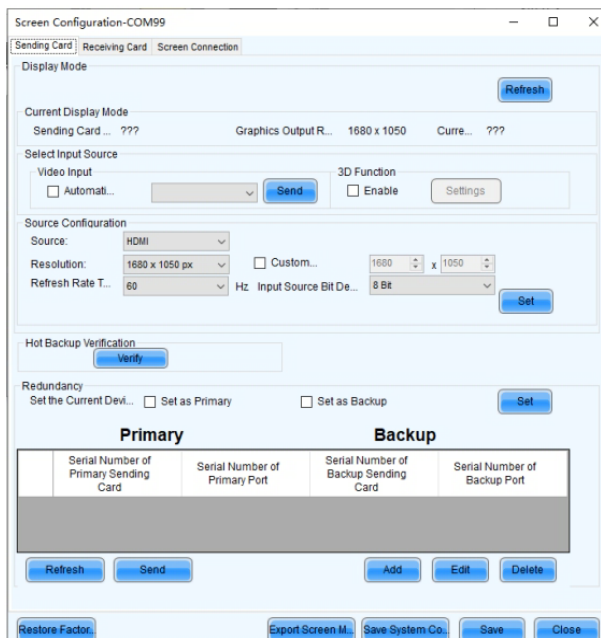 Screen Configuration-COM99
Sending Card Receiving Card Screen Connection
Display Mode
Refresh
Current Display Mode
Sending Card ... ??? Graphics Output R... 1680 x 1050 Curre... ???
Select Input Source
Video Input 3D Function
Automati... Send Enable Settings
Source Configuration
Source: HDMI
Resolution: 1680 x 1050 px Custom... 1680 x 1050
Refresh Rate T... 60 Hz Input Source Bit De... 8 Bit
Set
Hot Backup Verification
Verify
Redundancy
Set the Current Devi... Set as Primary Set as Backup Set
Primary Backup
Serial Number of Primary Sending Card Serial Number of Primary Port Serial Number of Backup Sending Card Serial Number of Backup Port
Refresh Send Add Edit Delete
Restore Factor... Export Screen M... Save System Co... Save Close